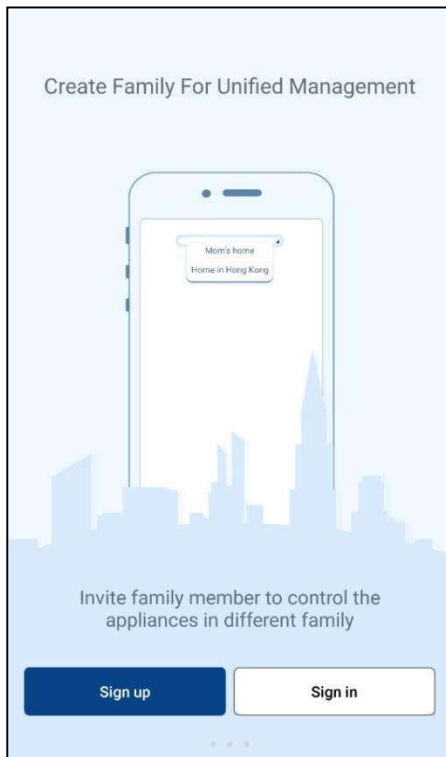 Create Family For Unified Management
Mom's home
Home in Hong Kong
Invite family member to control the
appliances in different family
Sign up
Sign in